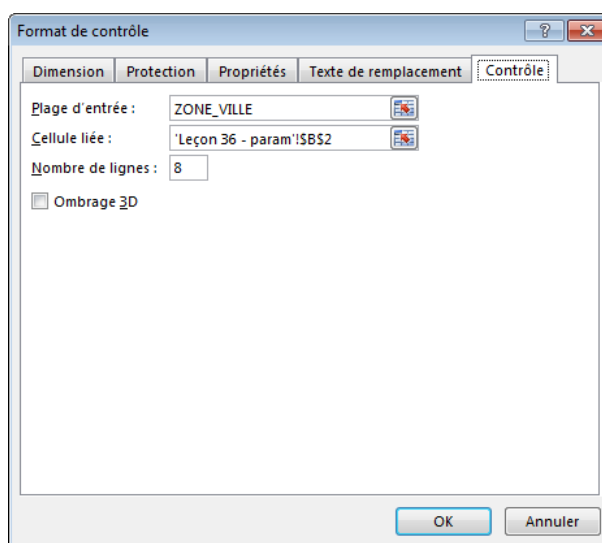 Format de contrôle
Dimension Protection Propriétés Texte de remplacement Contrôle
Plage d'entrée : ZONE_VILLE
Cellule liée : 'Leçon 36 - param'!$B$2
Nombre de lignes : 8
Ombrage 3D
OK Annuler